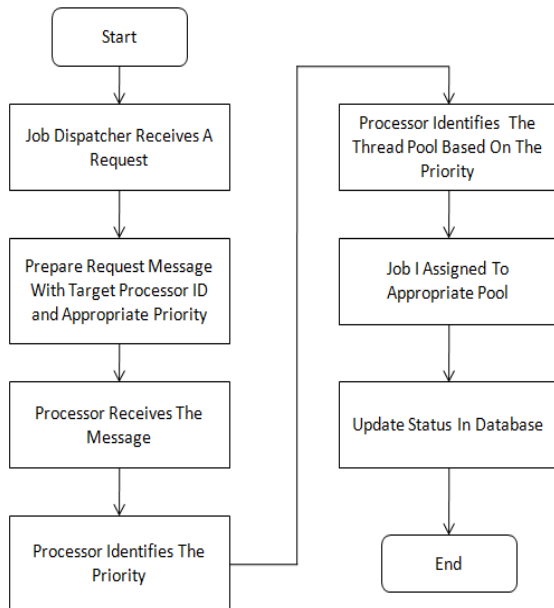 Start
Job Dispatcher Receives A
Request
Prepare Request Message
With Target Processor ID
and Appropriate Priority
Processor Receives The
Message
Processor Identifies The
Priority
Processor Identifies The
Thread Pool Based On The
Priority
Job I Assigned To
Appropriate Pool
Update Status In Database
End